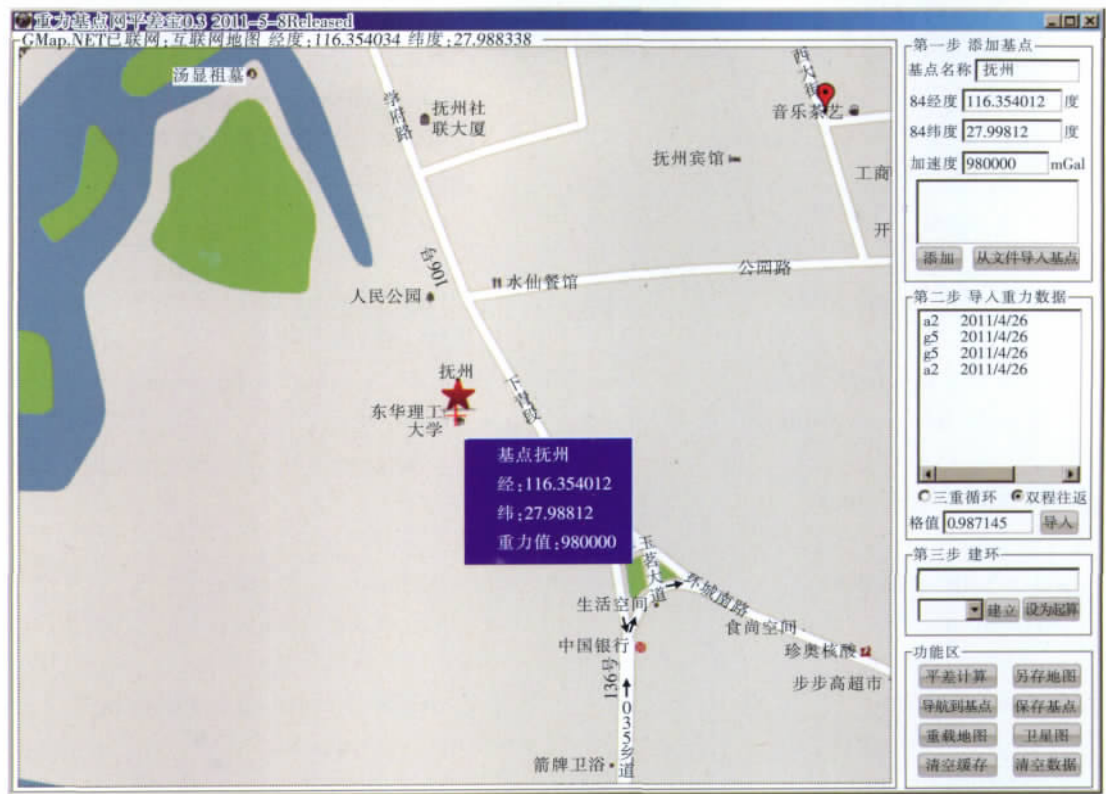 重力基点网平差宝0.3 2011-5-8Released
GMap.NET已联网;互联网地图 经度:116.354034 纬度:27.988338
汤显祖墓
学府路
抚州社
联大厦
西大街
音乐茶艺
抚州宾馆
工商
开
台901
水仙餐馆
公园路
人民公园
抚州
下青段
东华理工
大学
基点抚州
经:116.354012
纬:27.98812
重力值:980000
玉茗大道
环城南路
生活空间
食尚空间
中国银行
珍奥核酸
136号
步步高超市
035乡道
箭牌卫浴
第一步 添加基点
基点名称 抚州
84经度 116.354012 度
84纬度 27.99812 度
加速度 980000 mGal
添加 从文件导入基点
第二步 导入重力数据
a2 2011/4/26
g5 2011/4/26
g5 2011/4/26
a2 2011/4/26
三重循环 双程往返
格值 0.987145 导入
第三步 建环
建立 设为起算
功能区
平差计算 另存地图
导航到基点 保存基点
重载地图 卫星图
清空缓存 清空数据